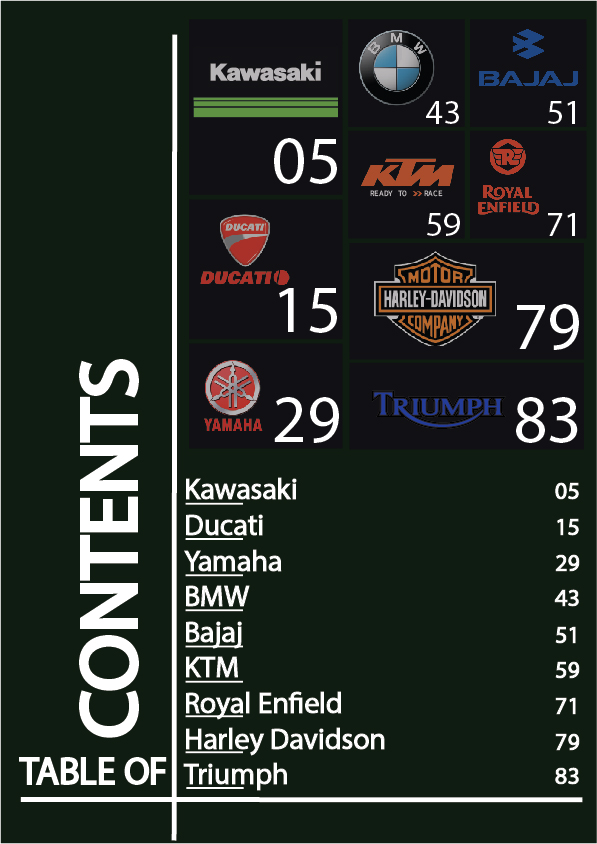 Kawasaki
05
BMW
43
BAJAJ
51
KTM
READY TO >> RACE
59
ROYAL
ENFIELD
71
DUCATI
DUCATI
15
MOTOR
HARLEY-DAVIDSON
COMPANY
79
YAMAHA
29
TRIUMPH
83
TABLE OF
CONTENTS
Kawasaki 05
Ducati 15
Yamaha 29
BMW 43
Bajaj 51
KTM 59
Royal Enfield 71
Harley Davidson 79
Triumph 83